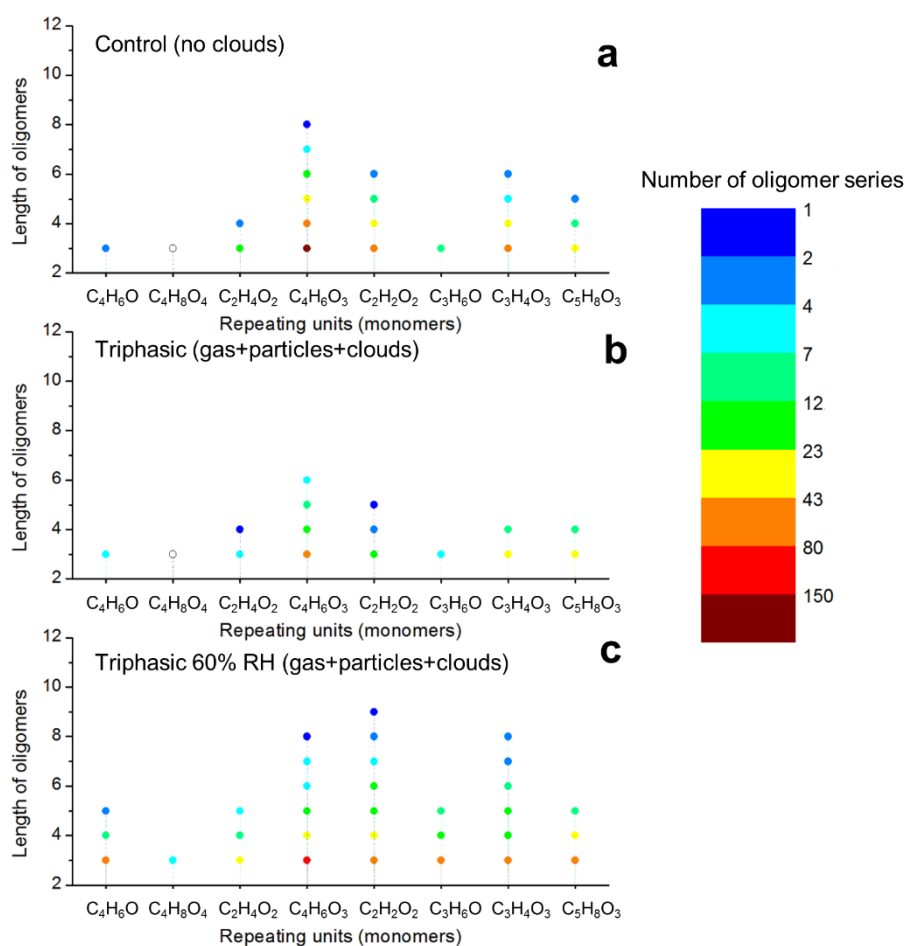 Control (no clouds)
a
Length of oligomers
12
10
8
6
4
2
C₄H₆O C₄H₈O₄ C₂H₄O₂ C₄H₆O₃ C₂H₂O₂ C₃H₆O C₃H₄O₃ C₅H₈O₃
Repeating units (monomers)
Triphasic (gas+particles+clouds)
b
Length of oligomers
12
10
8
6
4
2
C₄H₆O C₄H₈O₄ C₂H₄O₂ C₄H₆O₃ C₂H₂O₂ C₃H₆O C₃H₄O₃ C₅H₈O₃
Repeating units (monomers)
Triphasic 60% RH (gas+particles+clouds)
c
Length of oligomers
12
10
8
6
4
2
C₄H₆O C₄H₈O₄ C₂H₄O₂ C₄H₆O₃ C₂H₂O₂ C₃H₆O C₃H₄O₃ C₅H₈O₃
Repeating units (monomers)
Number of oligomer series
1
2
4
7
12
23
43
80
150